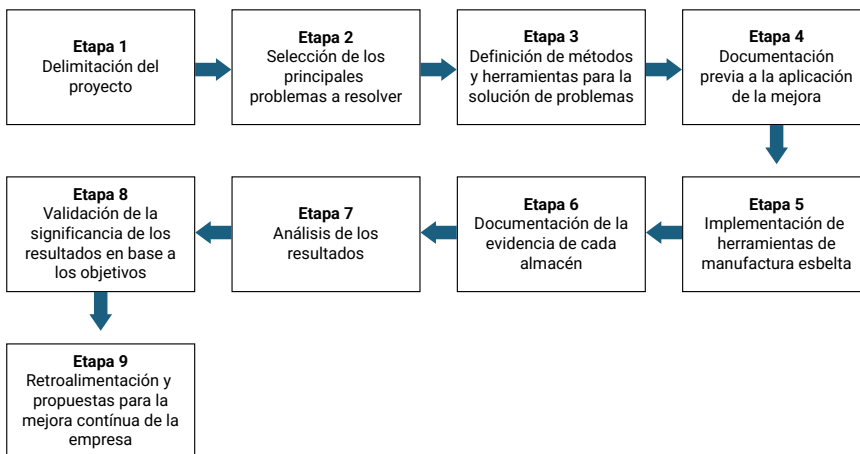 Etapa 1
Delimitación del
proyecto
Etapa 2
Selección de los
principales
problemas a resolver
Etapa 3
Definición de métodos
y herramientas para la
solución de problemas
Etapa 4
Documentación
previa a la aplicación
de la mejora
Etapa 5
Implementación de
herramientas de
manufactura esbelta
Etapa 6
Documentación de la
evidencia de cada
almacén
Etapa 7
Análisis de los
resultados
Etapa 8
Validación de la
significancia de los
resultados en base a
los objetivos
Etapa 9
Retroalimentación y
propuestas para la
mejora contínua de la
empresa